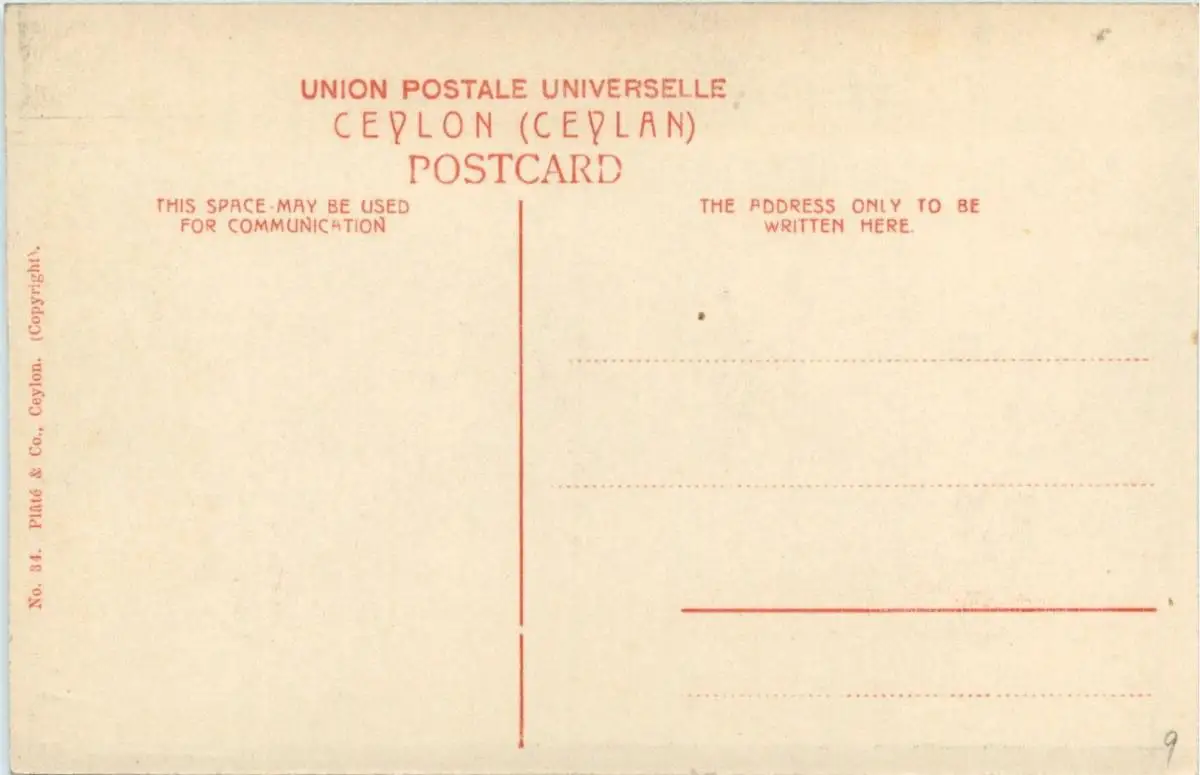 UNION POSTALE UNIVERSELLE
CEYLON (CEYLAN)
POSTCARD
THIS SPACE MAY BE USED
FOR COMMUNICATION
THE ADDRESS ONLY TO BE
WRITTEN HERE.
No. 34. Plâté & Co., Ceylon. (Copyright).
9